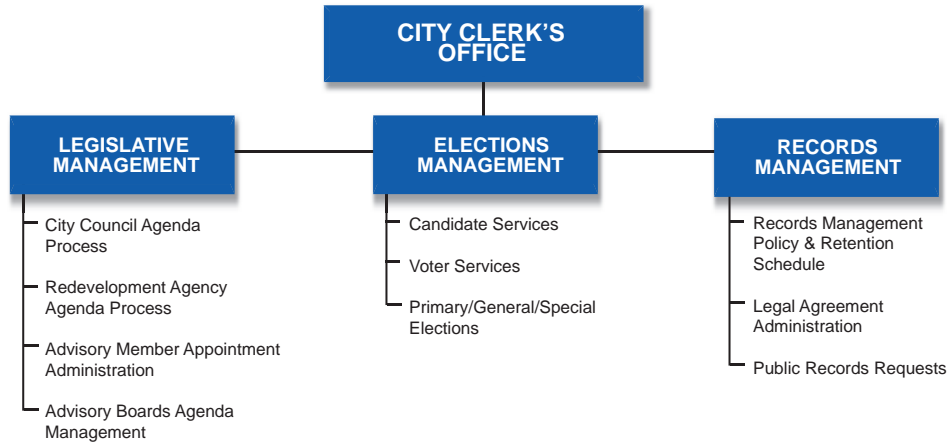 CITY CLERK'S
OFFICE
LEGISLATIVE
MANAGEMENT
City Council Agenda
Process
Redevelopment Agency
Agenda Process
Advisory Member Appointment
Administration
Advisory Boards Agenda
Management
ELECTIONS
MANAGEMENT
Candidate Services
Voter Services
Primary/General/Special
Elections
RECORDS
MANAGEMENT
Records Management
Policy & Retention
Schedule
Legal Agreement
Administration
Public Records Requests